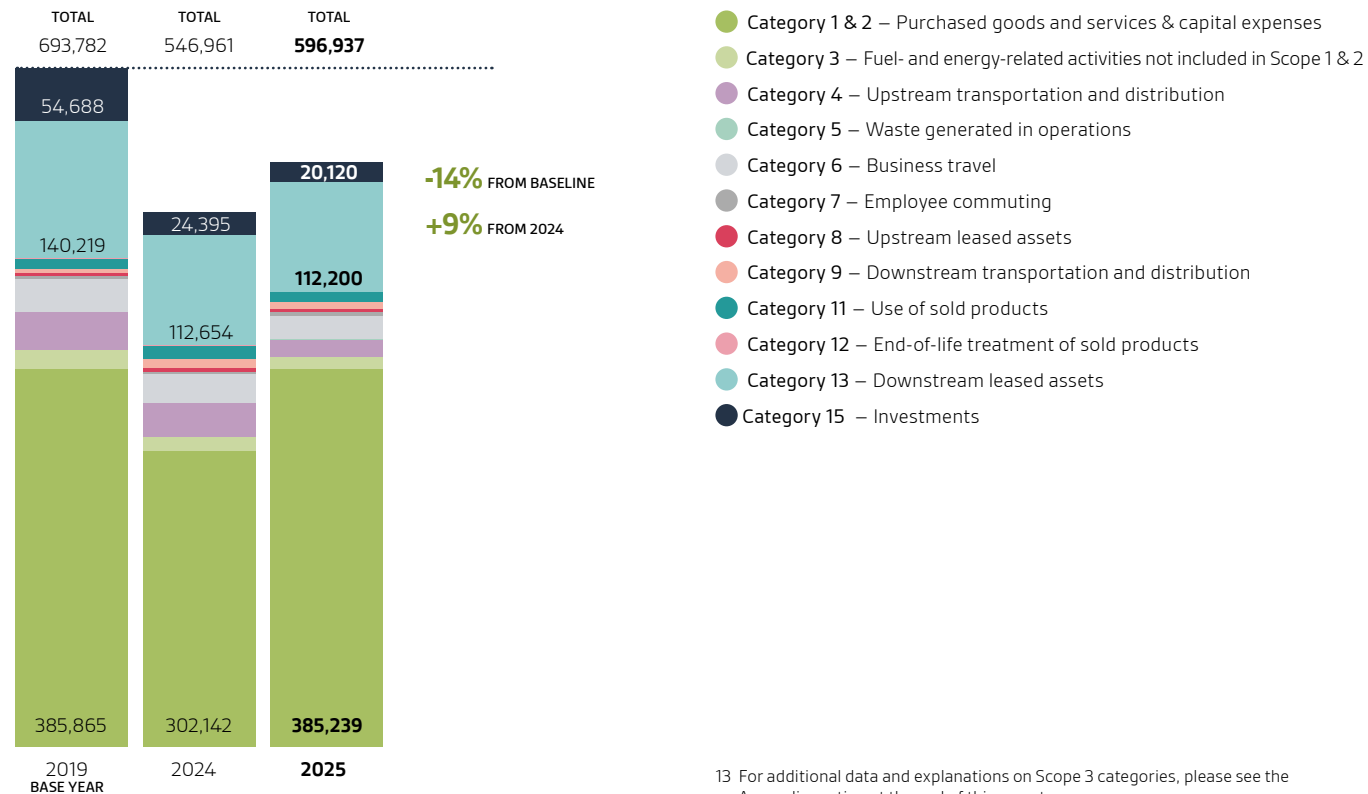 TOTAL
693,782
TOTAL
546,961
TOTAL
596,937
54,688
140,219
385,865
24,395
112,654
302,142
20,120
112,200
385,239
-14% FROM BASELINE
+9% FROM 2024
2019
BASE YEAR
2024
2025
Category 1 & 2 – Purchased goods and services & capital expenses
Category 3 – Fuel- and energy-related activities not included in Scope 1 & 2
Category 4 – Upstream transportation and distribution
Category 5 – Waste generated in operations
Category 6 – Business travel
Category 7 – Employee commuting
Category 8 – Upstream leased assets
Category 9 – Downstream transportation and distribution
Category 11 – Use of sold products
Category 12 – End-of-life treatment of sold products
Category 13 – Downstream leased assets
Category 15 – Investments
13 For additional data and explanations on Scope 3 categories, please see the